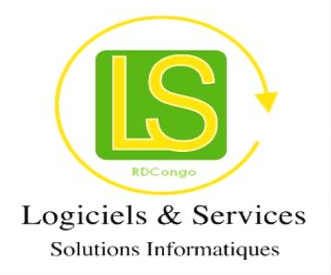 LS
RDCongo
Logiciels & Services
Solutions Informatiques